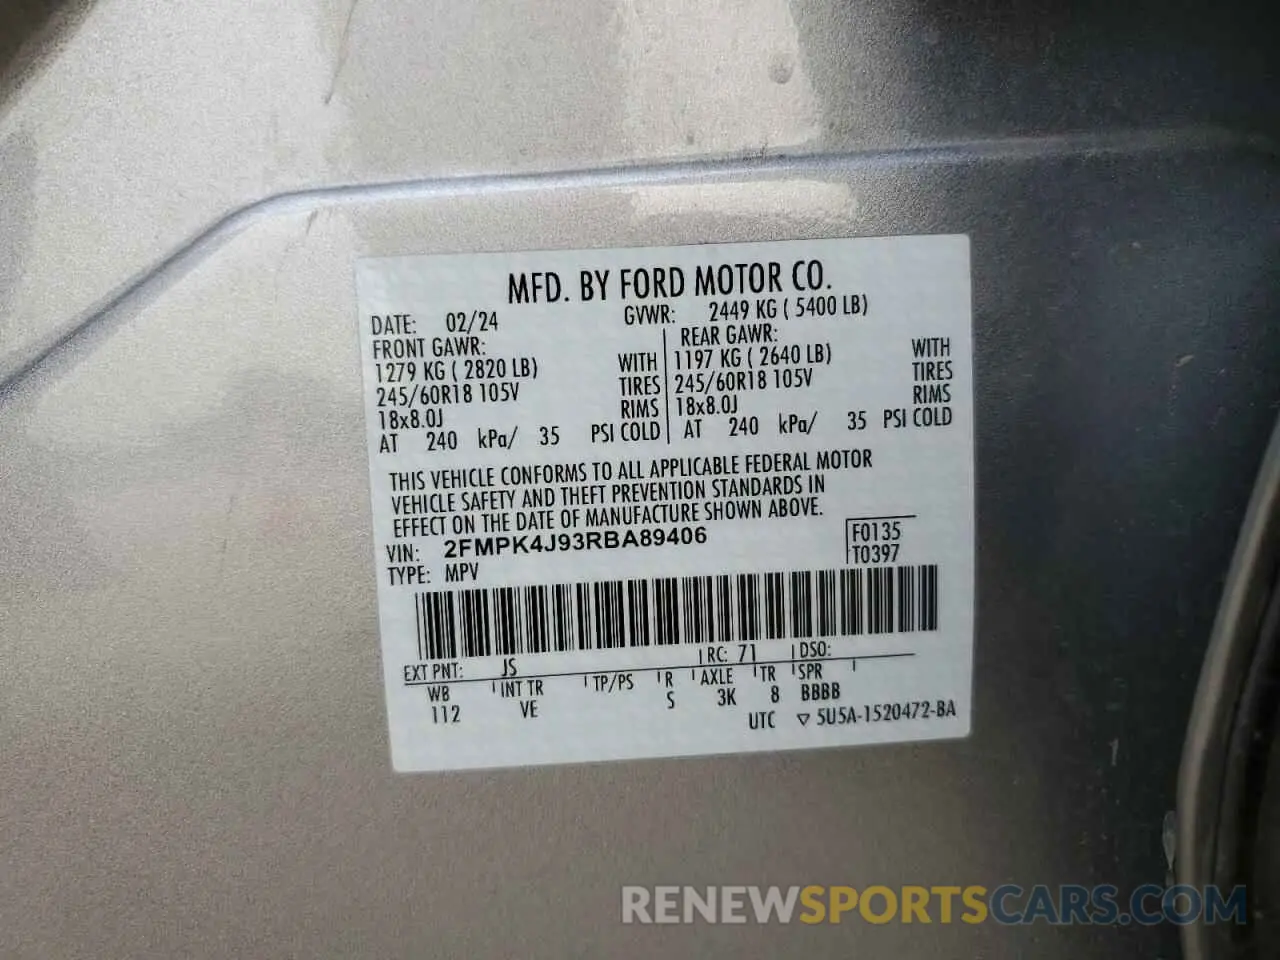 MFD. BY FORD MOTOR CO.
DATE: 02/24 GVWR: 2449 KG ( 5400 LB)
FRONT GAWR: REAR GAWR:
1279 KG ( 2820 LB) WITH 1197 KG ( 2640 LB) WITH
245/60R18 105V TIRES 245/60R18 105V TIRES
18x8.0J RIMS 18x8.0J RIMS
AT 240 kPa/ 35 PSI COLD AT 240 kPa/ 35 PSI COLD
THIS VEHICLE CONFORMS TO ALL APPLICABLE FEDERAL MOTOR
VEHICLE SAFETY AND THEFT PREVENTION STANDARDS IN
EFFECT ON THE DATE OF MANUFACTURE SHOWN ABOVE.
VIN: 2FMPK4J93RBA89406 F0135
TYPE: MPV T0397
EXT PNT: JS RC: 71 DSO:
WB INT TR TP/PS R AXLE TR SPR
112 VE S 3K 8 BBBB
UTC ▽ 5U5A-1520472-BA
RENEWSPORTSCARS.COM